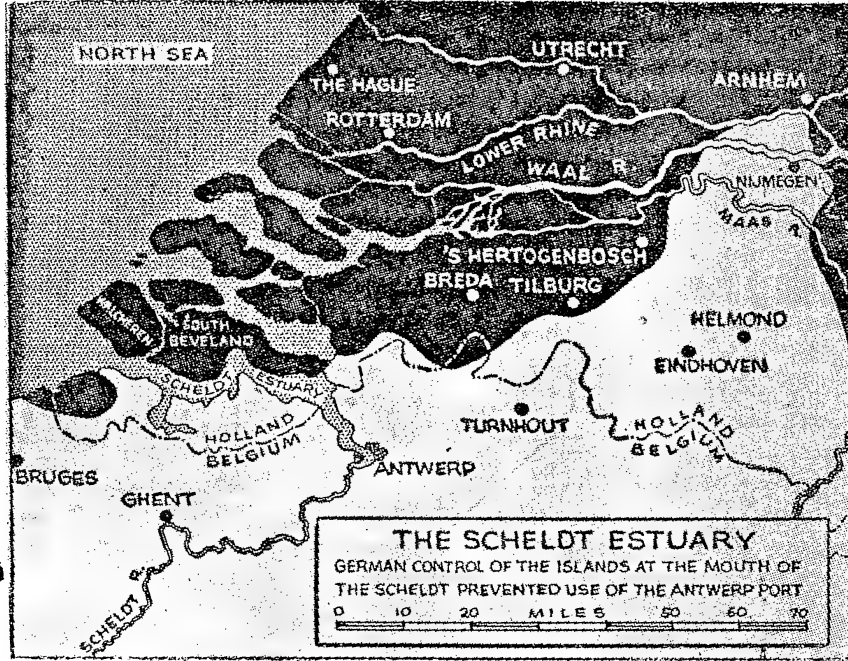 NORTH SEA
UTRECHT
THE HAGUE
ARNHEM
ROTTERDAM
LOWER RHINE
WAAL R.
NIJMEGEN
MAAS R.
'S HERTOGENBOSCH
BREDA
TILBURG
WALCHEREN
SOUTH
BEVELAND
HELMOND
EINDHOVEN
SCHELDT ESTUARY
HOLLAND
BELGIUM
TURNHOUT
HOLLAND
BELGIUM
BRUGES
ANTWERP
GHENT
SCHELDT R.
THE SCHELDT ESTUARY
GERMAN CONTROL OF THE ISLANDS AT THE MOUTH OF
THE SCHELDT PREVENTED USE OF THE ANTWERP PORT
0 10 20 MILES 50 60 70